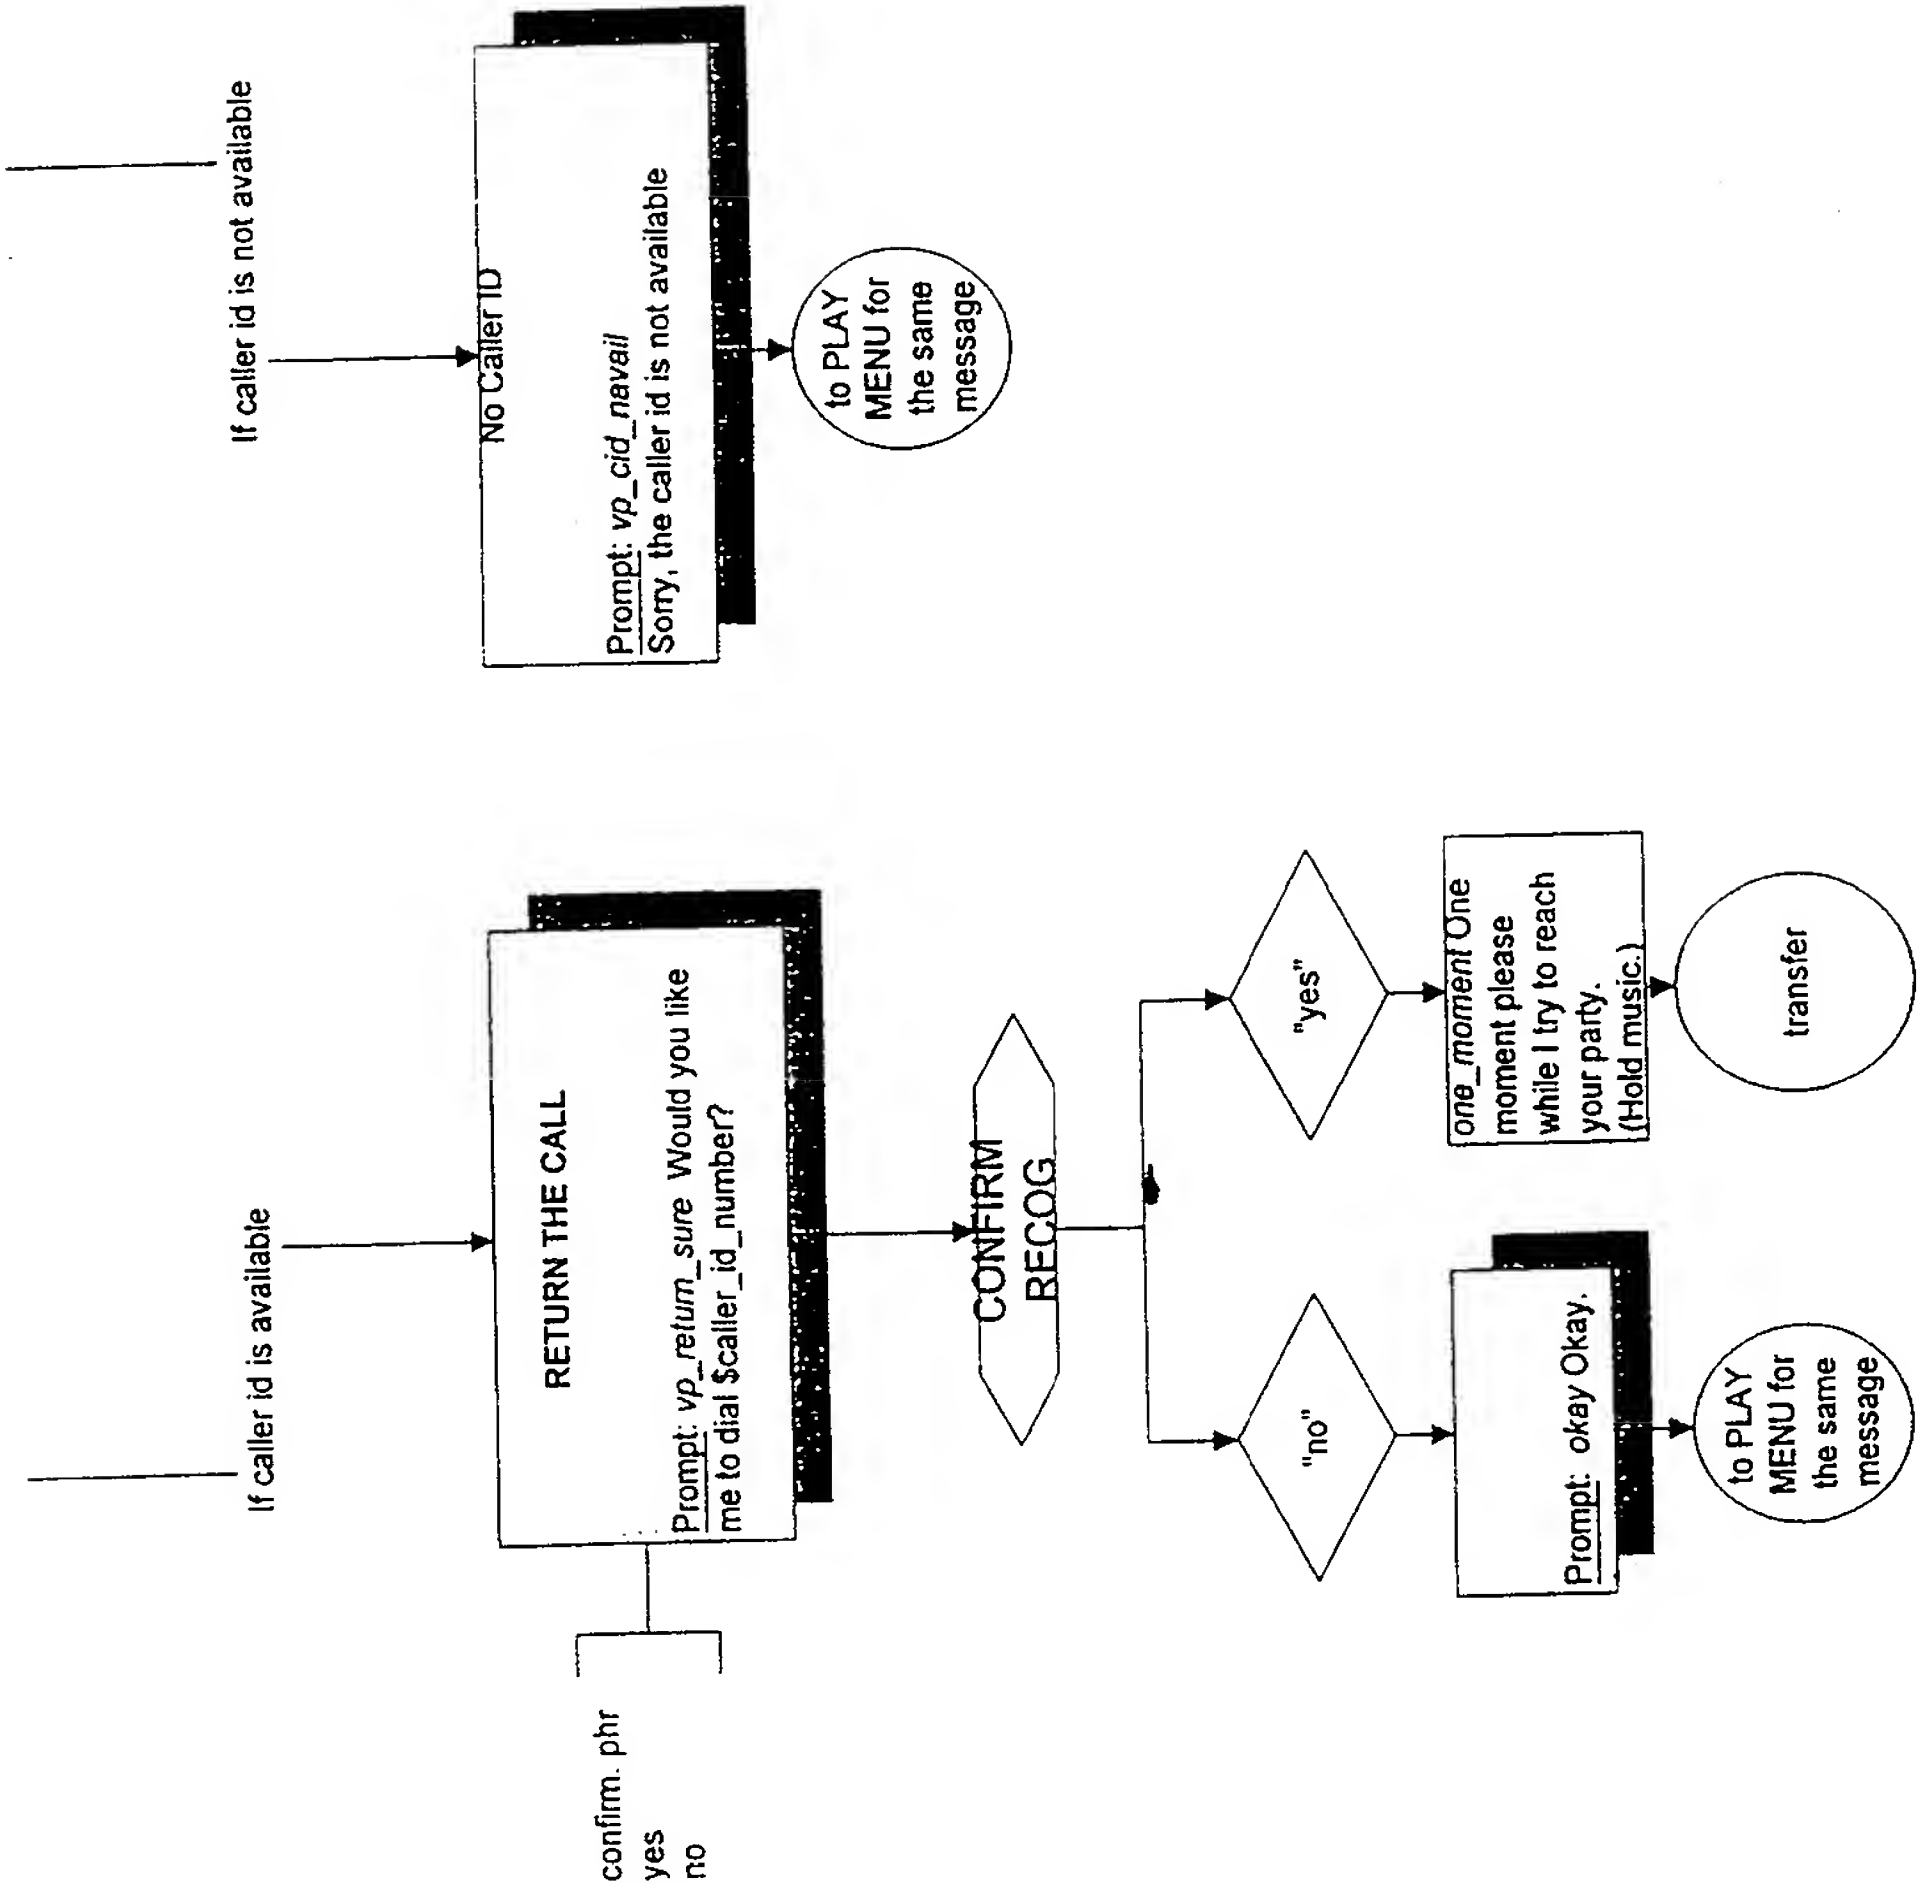 If caller id is available
RETURN THE CALL
Prompt: vp_return_sure Would you like
me to dial $caller_id_number?
confirm. phr
yes
no
CONFIRM
RECOG
"no"
Prompt: okay Okay.
to PLAY
MENU for
the same
message
"yes"
one_moment One
moment please
while I try to reach
your party.
(Hold music.)
transfer
If caller id is not available
No Caller ID
Prompt: vp_cid_navail
Sorry, the caller id is not available
to PLAY
MENU for
the same
message